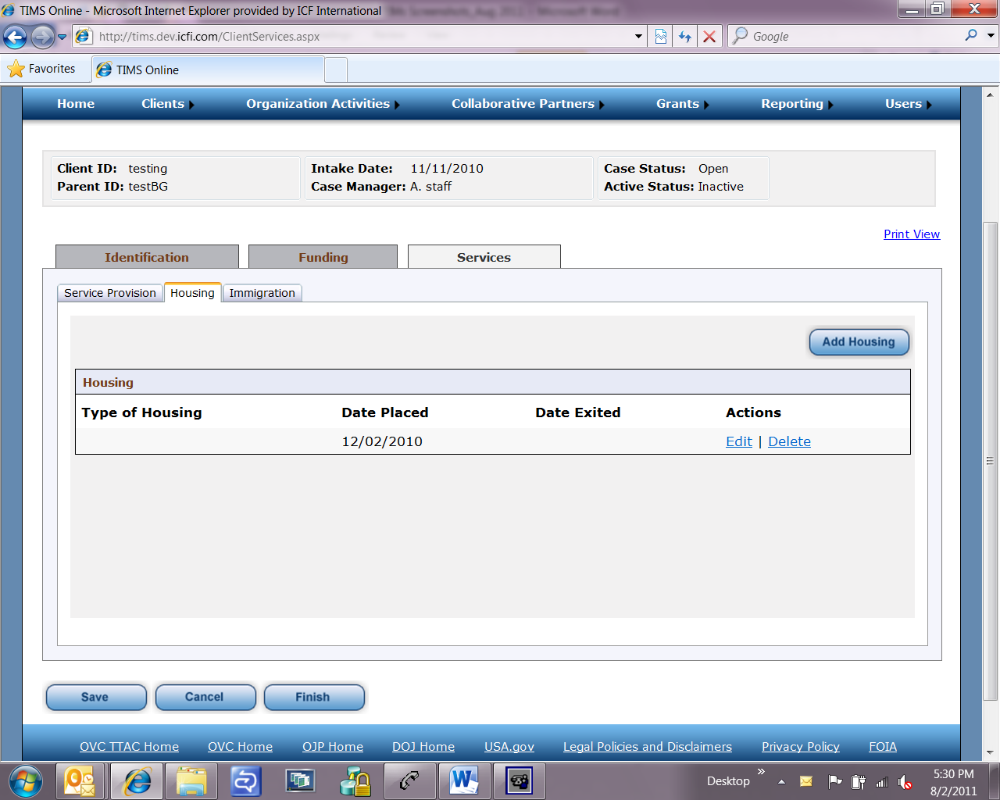 TIMS Online - Microsoft Internet Explorer provided by ICF International
http://tims.dev.icfi.com/ClientServices.aspx
Google
Favorites
TIMS Online
Home Clients Organization Activities Collaborative Partners Grants Reporting Users
Client ID: testing Intake Date: 11/11/2010 Case Status: Open
Parent ID: testBG Case Manager: A. staff Active Status: Inactive
Print View
Identification Funding Services
Service Provision Housing Immigration
Add Housing
Housing
Type of Housing Date Placed Date Exited Actions
12/02/2010 Edit | Delete
Save Cancel Finish
OVC TTAC Home OVC Home OJP Home DOJ Home USA.gov Legal Policies and Disclaimers Privacy Policy FOIA
Desktop »
5:30 PM
8/2/2011